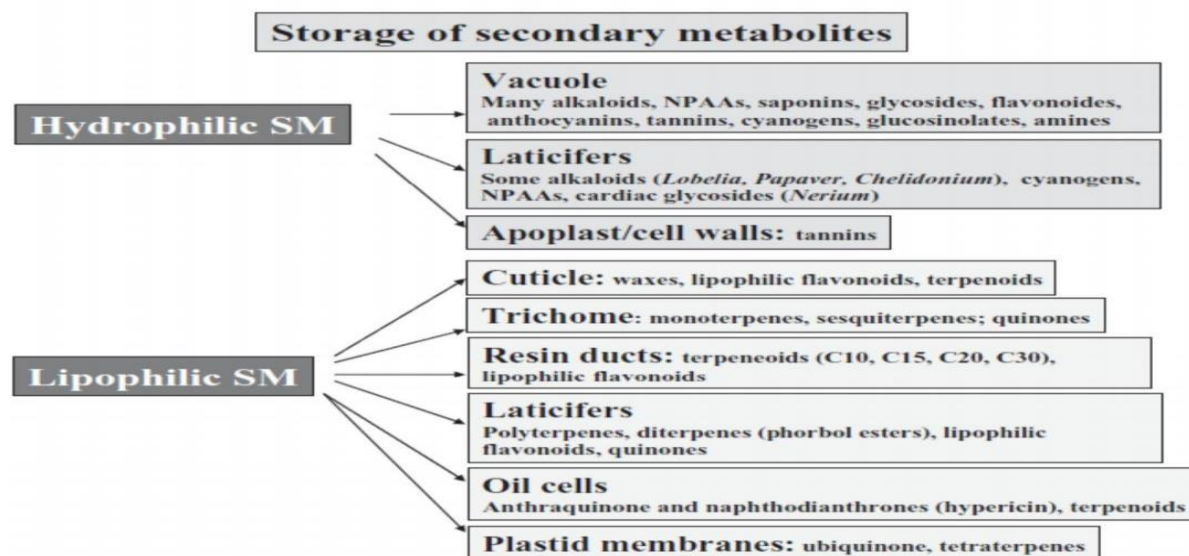 Storage of secondary metabolites
Hydrophilic SM
Vacuole
Many alkaloids, NPAAs, saponins, glycosides, flavonoides,
anthocyanins, tannins, cyanogens, glucosinolates, amines
Laticifers
Some alkaloids (Lobelia, Papaver, Chelidonium), cyanogens,
NPAAs, cardiac glycosides (Nerium)
Apoplast/cell walls: tannins
Lipophilic SM
Cuticle: waxes, lipophilic flavonoids, terpenoids
Trichome: monoterpenes, sesquiterpenes; quinones
Resin ducts: terpeneoids (C10, C15, C20, C30),
lipophilic flavonoids
Laticifers
Polyterpenes, diterpenes (phorbol esters), lipophilic
flavonoids, quinones
Oil cells
Anthraquinone and naphthodianthrones (hypericin), terpenoids
Plastid membranes: ubiquinone, tetraterpenes